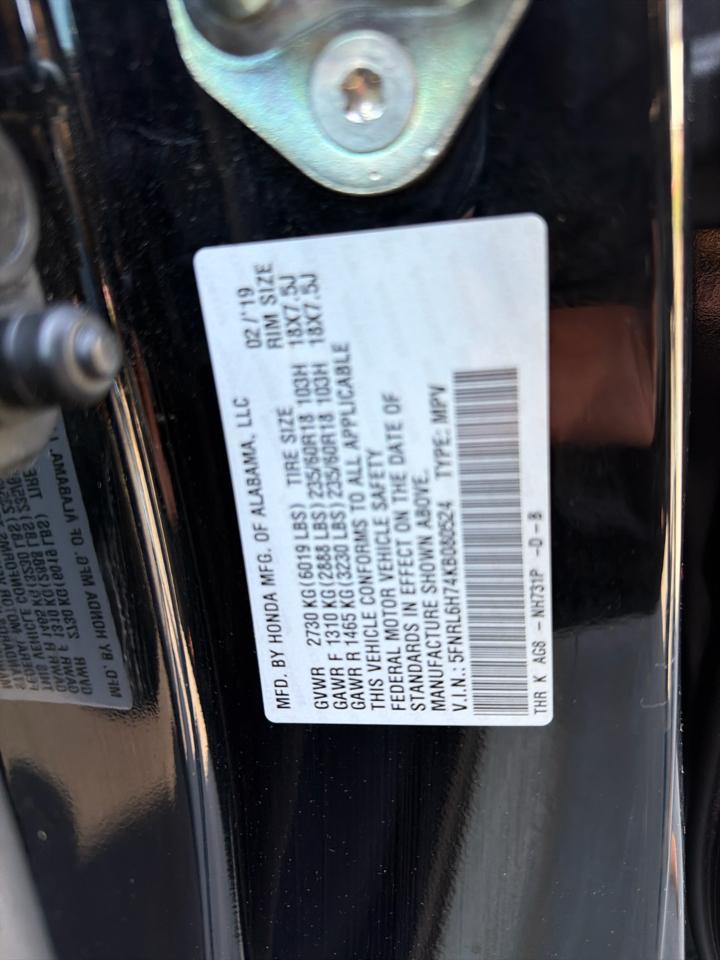 MFD. BY HONDA MFG. OF ALABAMA, LLC 02/'19
GVWR 2730 KG (6019 LBS) TIRE SIZE RIM SIZE
GAWR F 1310 KG (2888 LBS) 235/60R18 103H 18X7.5J
GAWR R 1465 KG (3230 LBS) 235/60R18 103H 18X7.5J
THIS VEHICLE CONFORMS TO ALL APPLICABLE
FEDERAL MOTOR VEHICLE SAFETY
STANDARDS IN EFFECT ON THE DATE OF
MANUFACTURE SHOWN ABOVE.
V.I.N.: 5FNRL6H74KB080524 TYPE: MPV
THR K AG8 - NH731P -D-B